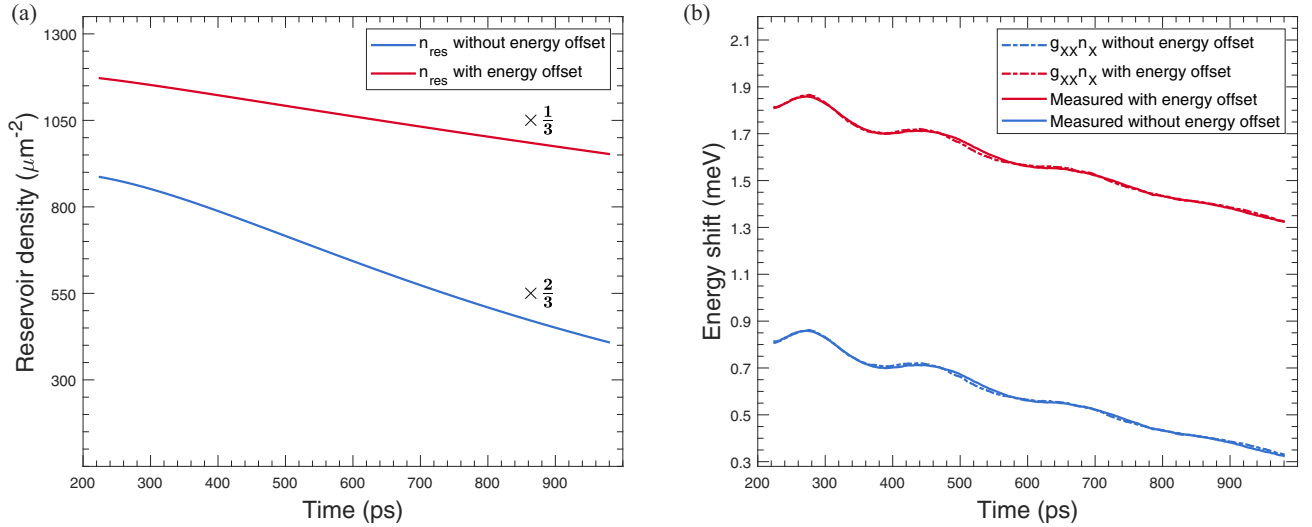 (a)
1300
1050
800
550
300
Reservoir density (μm-2)
n_res without energy offset
n_res with energy offset
× 1/3
× 2/3
200 300 400 500 600 700 800 900
Time (ps)
(b)
2.1
1.9
1.7
1.5
1.3
1.1
0.9
0.7
0.5
0.3
Energy shift (meV)
g_XX n_X without energy offset
g_XX n_X with energy offset
Measured with energy offset
Measured without energy offset
200 300 400 500 600 700 800 900 1000
Time (ps)